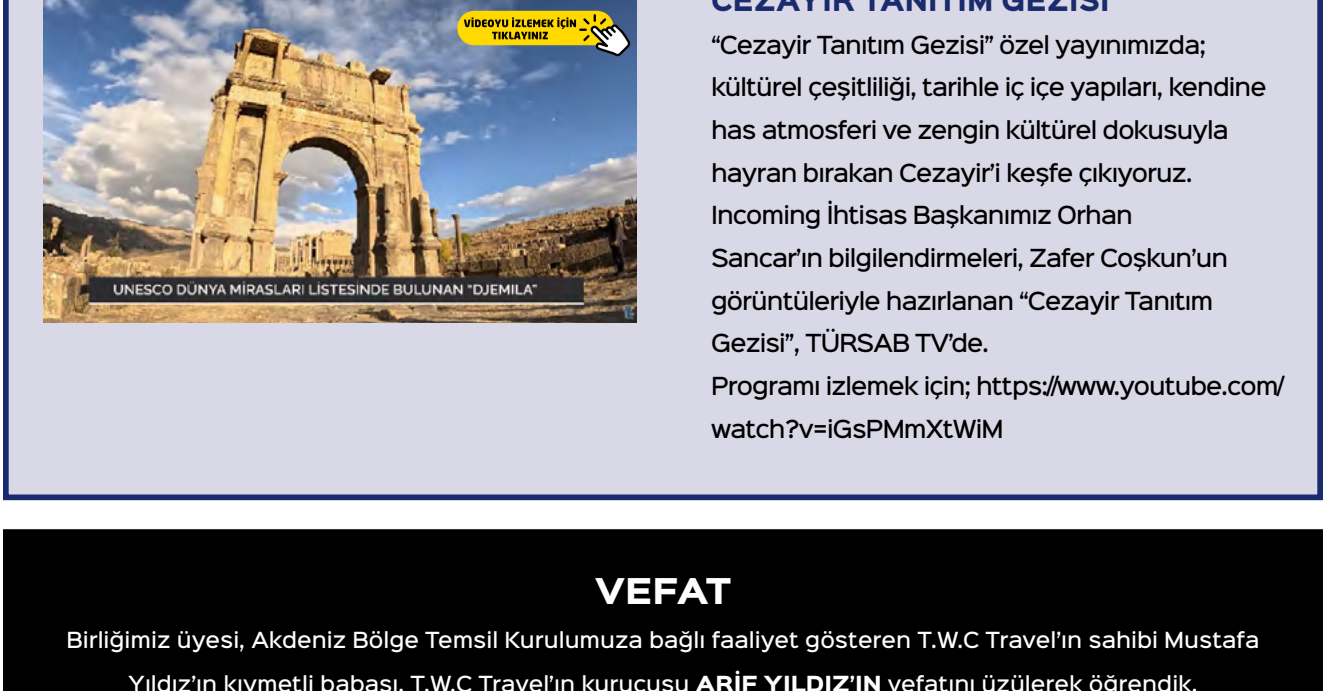 VİDEOYU İZLEMEK İÇİN
TIKLAYINIZ
UNESCO DÜNYA MİRASLARI LİSTESİNDE BULUNAN "DJEMILA"
CEZAYİR TANITIM GEZİSİ
“Cezayir Tanıtım Gezisi” özel yayınımızda;
kültürel çeşitliliği, tarihle iç içe yapıları, kendine
has atmosferi ve zengin kültürel dokusuyla
hayran bırakan Cezayir’i keşfe çıkıyoruz.
Incoming İhtisas Başkanımız Orhan
Sancar’ın bilgilendirmeleri, Zafer Coşkun’un
görüntüleriyle hazırlanan “Cezayir Tanıtım
Gezisi”, TÜRSAB TV’de.
Programı izlemek için; https://www.youtube.com/
watch?v=iGsPMmXtWiM
VEFAT
Birliğimiz üyesi, Akdeniz Bölge Temsil Kurulumuza bağlı faaliyet gösteren T.W.C Travel’ın sahibi Mustafa
Yıldız’ın kıymetli babası, T.W.C Travel’ın kurucusu ARİF YILDIZ’IN vefatını üzülerek öğrendik.